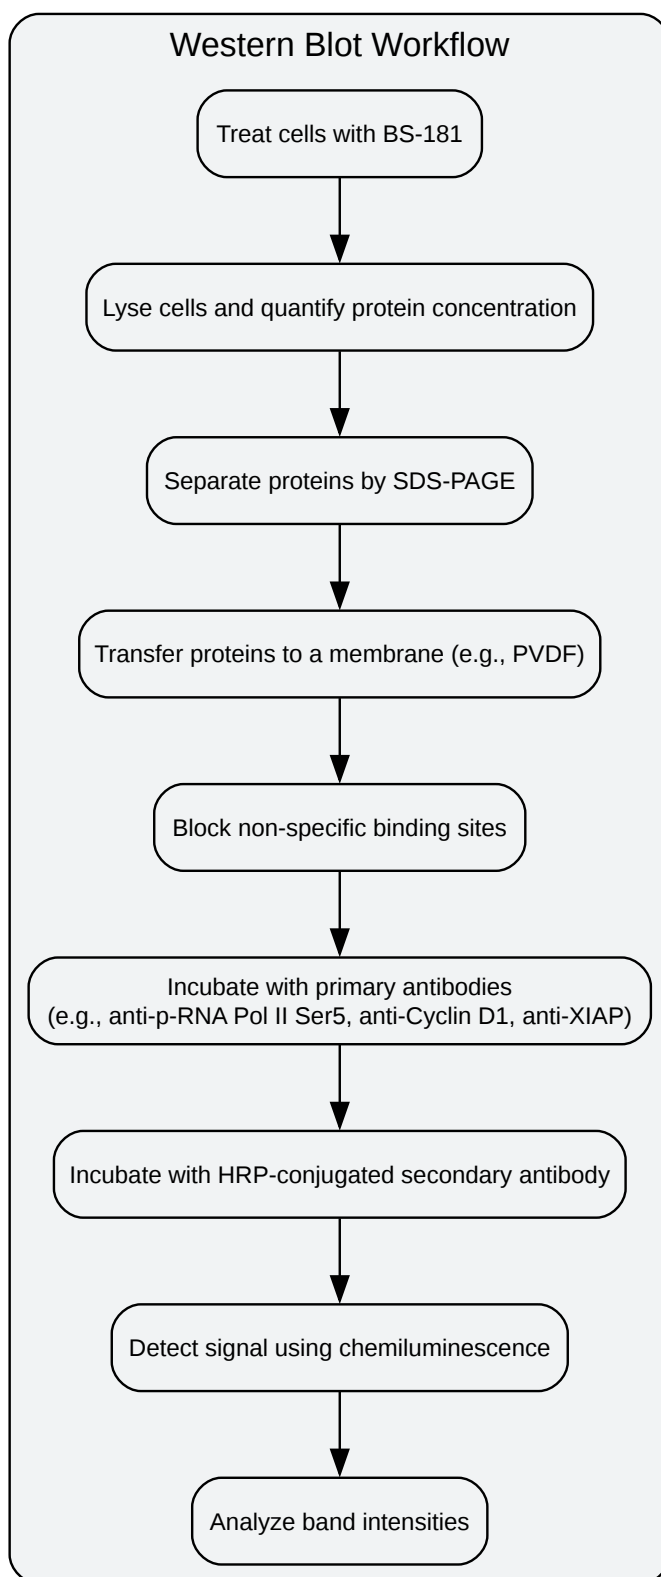 Western Blot Workflow
Treat cells with BS-181
Lyse cells and quantify protein concentration
Separate proteins by SDS-PAGE
Transfer proteins to a membrane (e.g., PVDF)
Block non-specific binding sites
Incubate with primary antibodies
(e.g., anti-p-RNA Pol II Ser5, anti-Cyclin D1, anti-XIAP)
Incubate with HRP-conjugated secondary antibody
Detect signal using chemiluminescence
Analyze band intensities